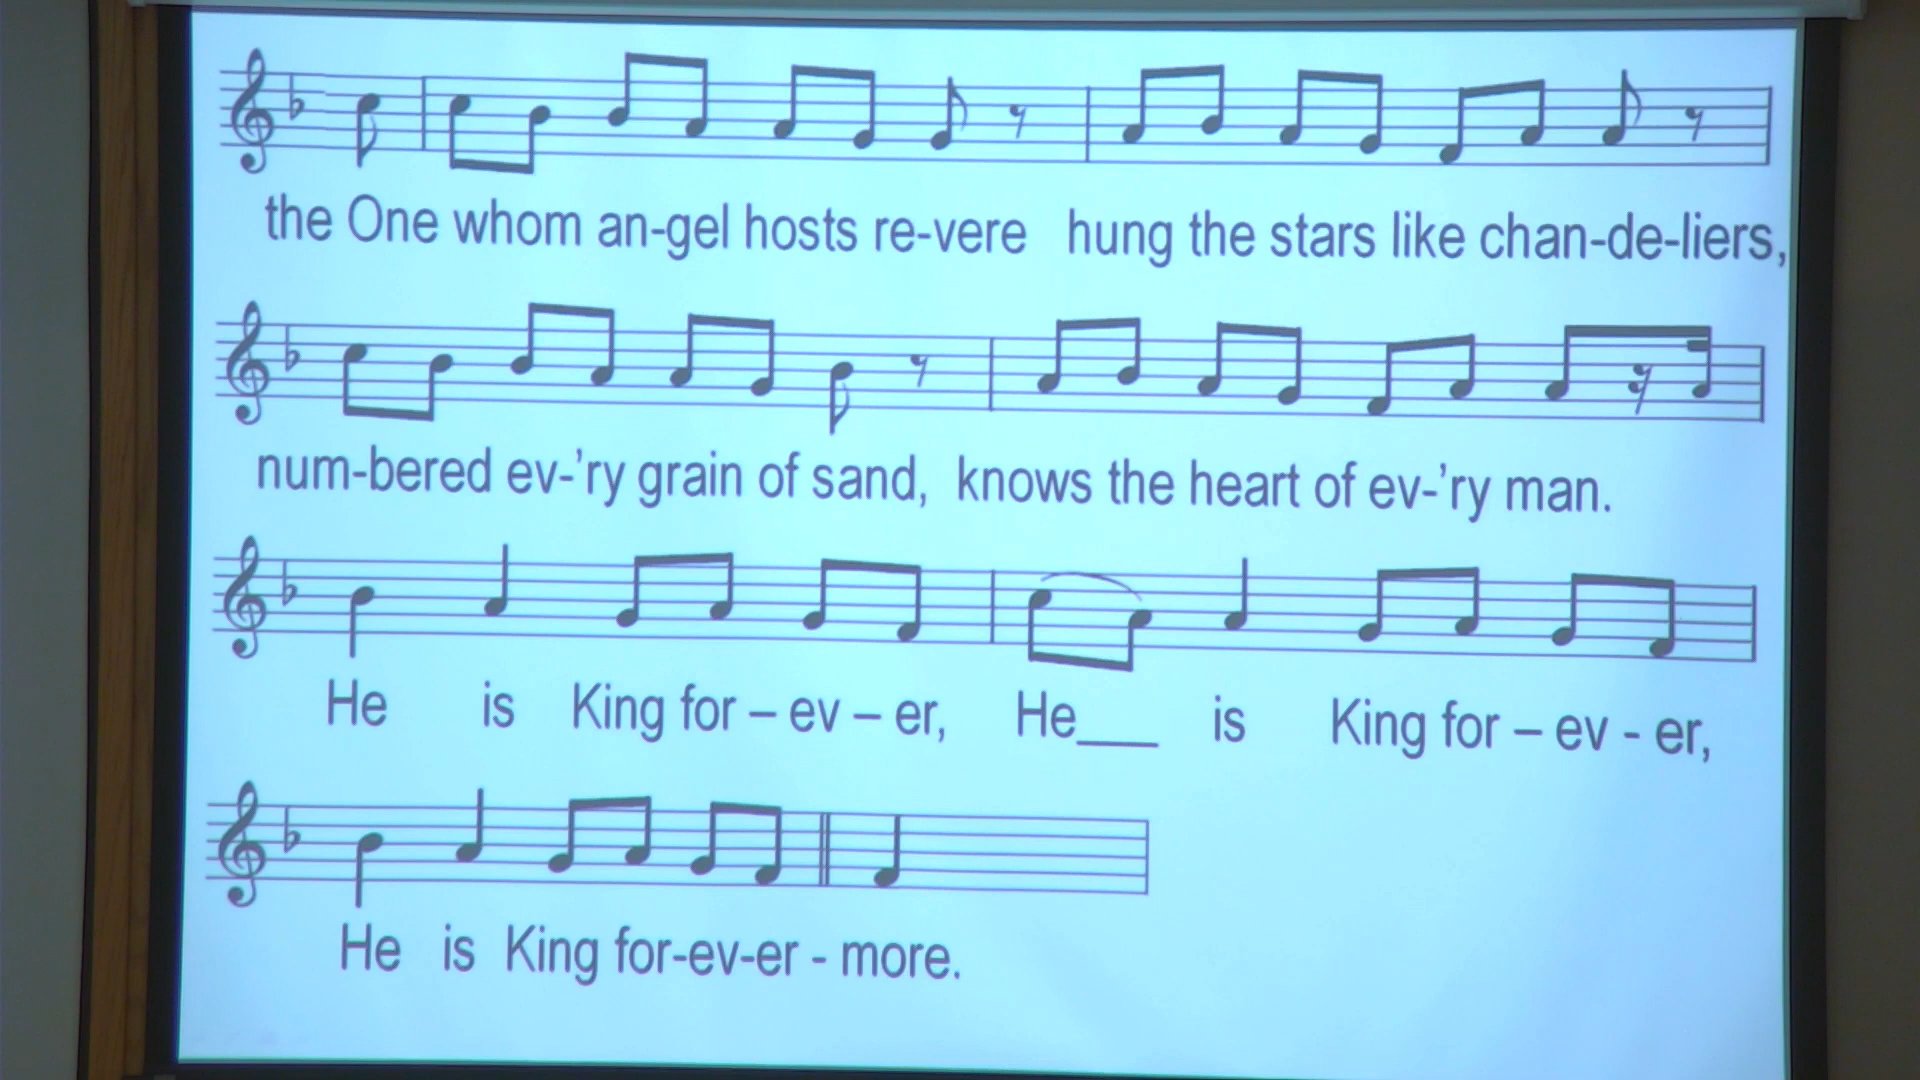 the One whom an-gel hosts re-vere hung the stars like chan-de-liers,
num-bered ev-'ry grain of sand, knows the heart of ev-'ry man.
He is King for – ev – er, He___ is King for – ev - er,
He is King for-ev-er - more.